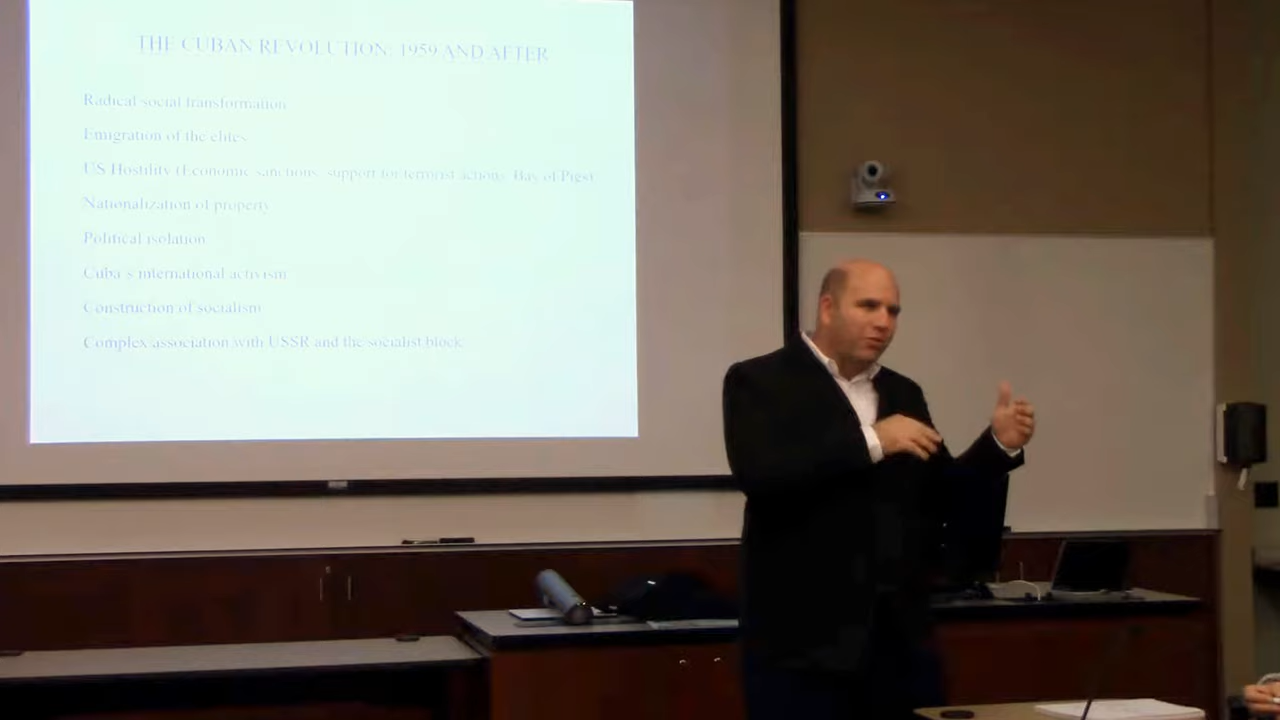 THE CUBAN REVOLUTION: 1959 AND AFTER
Radical social transformation
Emigration of the elites
US Hostility (Economic sanctions, support for terrorist actions, Bay of Pigs)
Nationalization of property
Political isolation
Cuba's international activism
Construction of socialism
Complex association with USSR and the socialist block